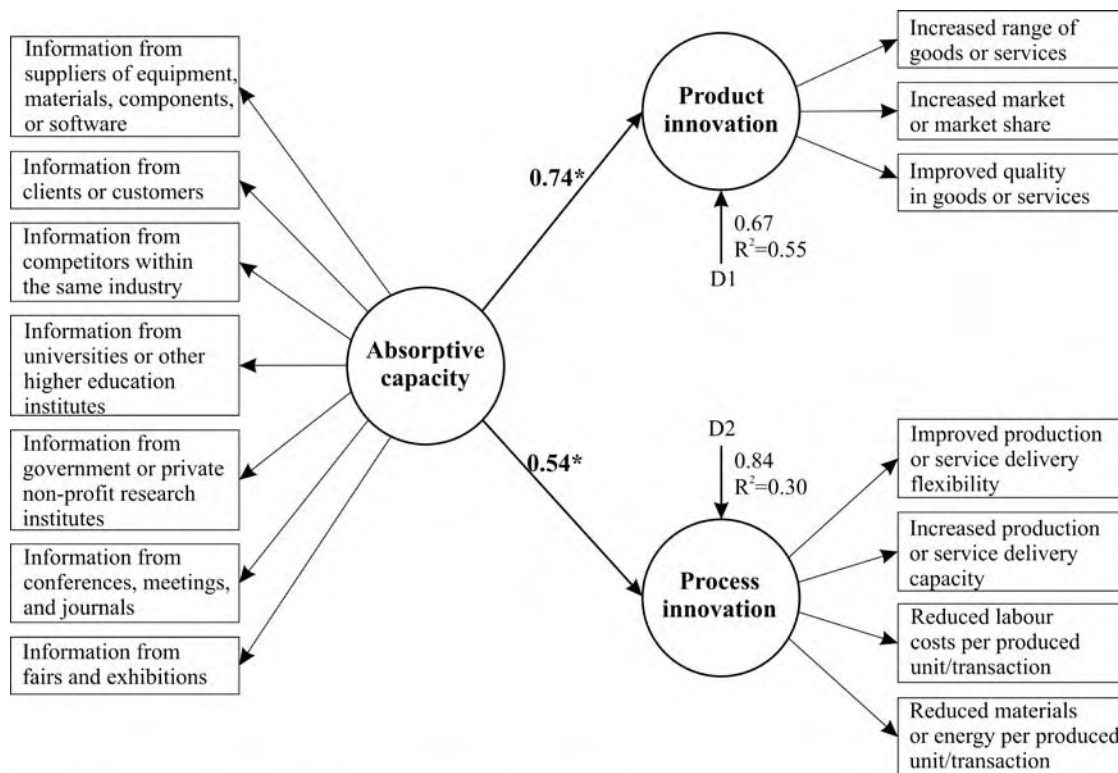 Information from
suppliers of equipment,
materials, components,
or software
Information from
clients or customers
Information from
competitors within
the same industry
Information from
universities or other
higher education
institutes
Information from
government or private
non-profit research
institutes
Information from
conferences, meetings,
and journals
Information from
fairs and exhibitions
Absorptive
capacity
0.74*
0.54*
Product
innovation
0.67
R²=0.55
D1
D2
0.84
R²=0.30
Process
innovation
Increased range of
goods or services
Increased market
or market share
Improved quality
in goods or services
Improved production
or service delivery
flexibility
Increased production
or service delivery
capacity
Reduced labour
costs per produced
unit/transaction
Reduced materials
or energy per produced
unit/transaction